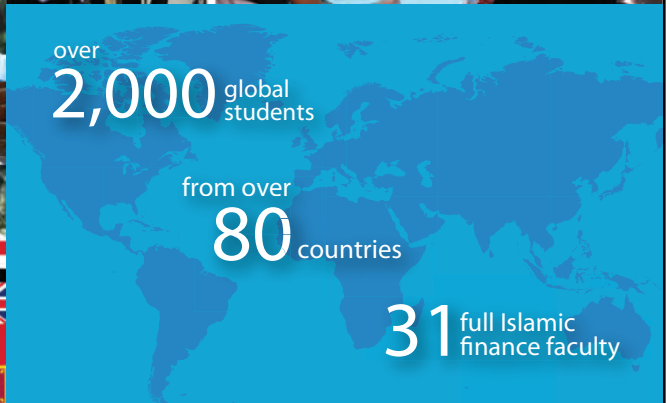 over
2,000 global
students
from over
80 countries
31 full Islamic
finance faculty